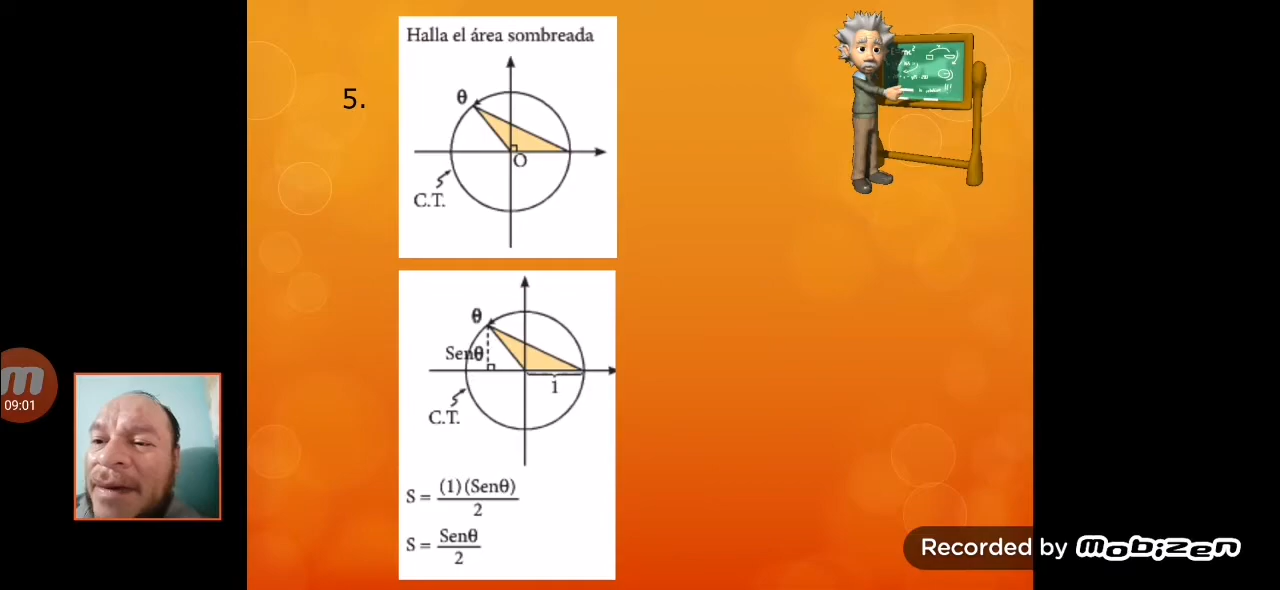 Halla el área sombreada
5.
θ
O
C.T.
θ
Senθ
1
C.T.
S = (1)(Senθ)
2
S = Senθ
2
m
09:01
Recorded by mobizen